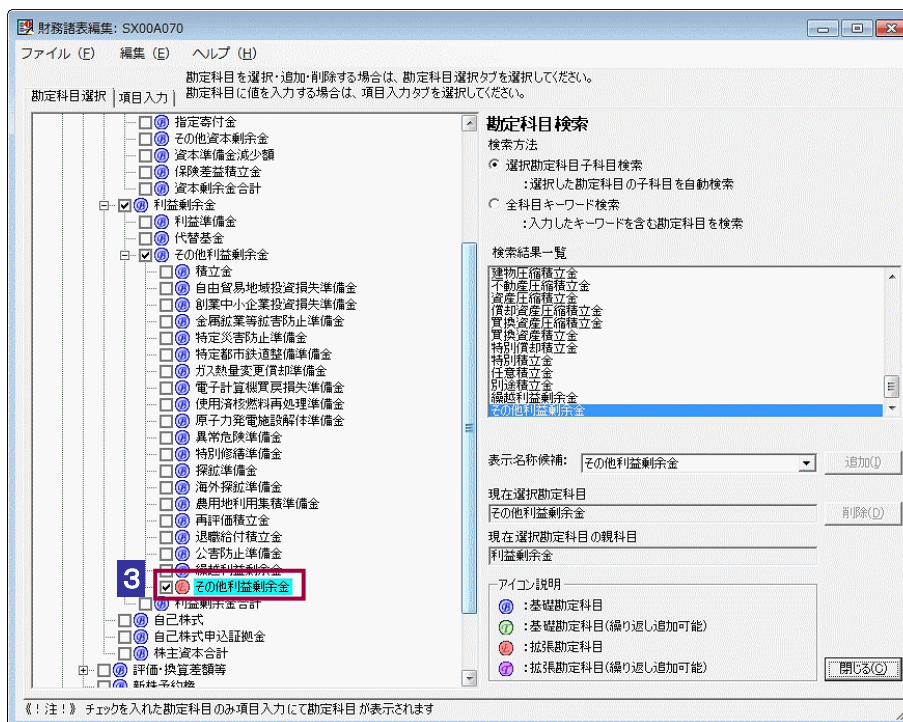 財務諸表編集: SX00A070
ファイル (F) 編集 (E) ヘルプ (H)
勘定科目を選択・追加・削除する場合は、勘定科目選択タブを選択してください。
勘定科目に値を入力する場合は、項目入力タブを選択してください。
勘定科目選択 項目入力
指定寄付金
その他資本剰余金
資本準備金減少額
保険差益積立金
資本剰余金合計
利益剰余金
利益準備金
代替基金
その他利益剰余金
積立金
自由貿易地域投資損失準備金
創業中小企業投資損失準備金
金属鉱業等鉱害防止準備金
特定災害防止準備金
特定都市鉄道整備準備金
ガス熱量変更償却準備金
電子計算機買戻損失準備金
使用済核燃料再処理準備金
原子力発電施設解体準備金
異常危険準備金
特別修繕準備金
探鉱準備金
海外探鉱準備金
農用地利用集積準備金
再評価積立金
退職給付積立金
公害防止準備金
繰越利益剰余金
3 その他利益剰余金
利益剰余金合計
自己株式
自己株式申込証拠金
株主資本合計
評価・換算差額等
新株予約権
勘定科目検索
検索方法
選択勘定科目子科目検索
:選択した勘定科目の子科目を自動検索
全科目キーワード検索
:入力したキーワードを含む勘定科目を検索
検索結果一覧
建物圧縮積立金
不動産圧縮積立金
資産圧縮積立金
償却資産圧縮積立金
買換資産圧縮積立金
買換資産積立金
特別償却積立金
特別積立金
任意積立金
別途積立金
繰越利益剰余金
その他利益剰余金
表示名称候補: その他利益剰余金 追加(I)
現在選択勘定科目
その他利益剰余金 削除(D)
現在選択勘定科目の親科目
利益剰余金
アイコン説明
B :基礎勘定科目
T :基礎勘定科目(繰り返し追加可能)
E :拡張勘定科目
T :拡張勘定科目(繰り返し追加可能)
閉じる(C)
《！注！》 チェックを入れた勘定科目のみ項目入力にて勘定科目が表示されます